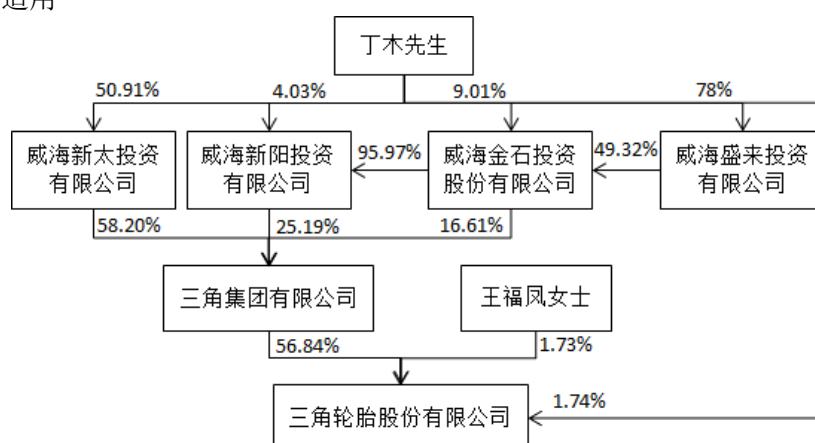 适用
丁木先生
50.91%
4.03%
9.01%
78%
威海新太投资
有限公司
威海新阳投资
有限公司
95.97%
威海金石投资
股份有限公司
49.32%
威海盛来投资
有限公司
58.20%
25.19%
16.61%
三角集团有限公司
王福凤女士
56.84%
1.73%
三角轮胎股份有限公司
1.74%